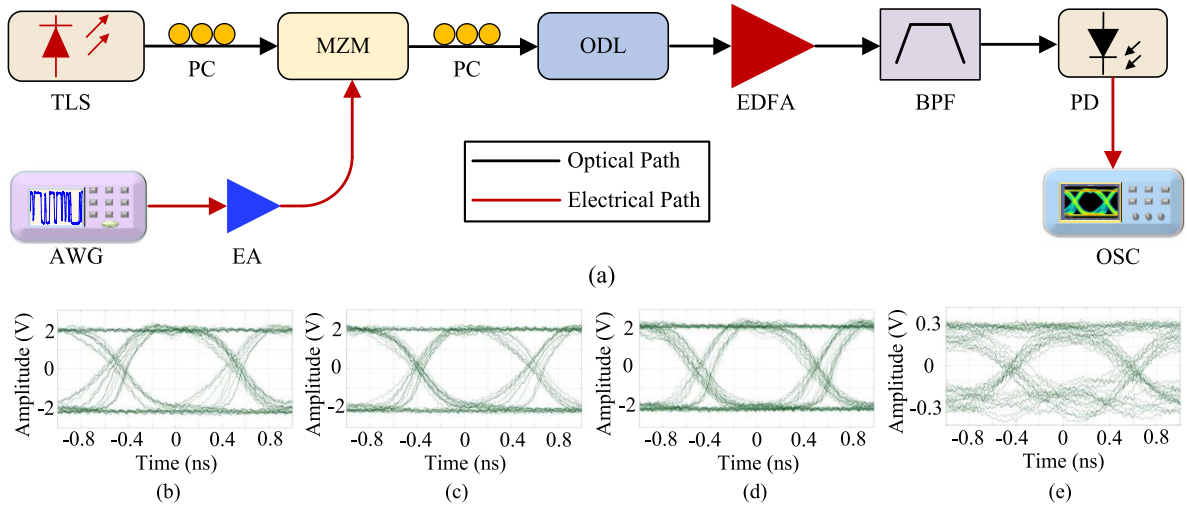 MZM
ODL
PC
PC
TLS
EDFA
BPF
PD
Optical Path
Electrical Path
AWG
EA
OSC
(a)
Amplitude (V)
2
0
-2
-0.8 -0.4 0 0.4 0.8
Time (ns)
(b)
Amplitude (V)
2
0
-2
-0.8 -0.4 0 0.4 0.8
Time (ns)
(c)
Amplitude (V)
2
0
-2
-0.8 -0.4 0 0.4 0.8
Time (ns)
(d)
Amplitude (V)
0.3
0
-0.3
-0.8 -0.4 0 0.4 0.8
Time (ns)
(e)